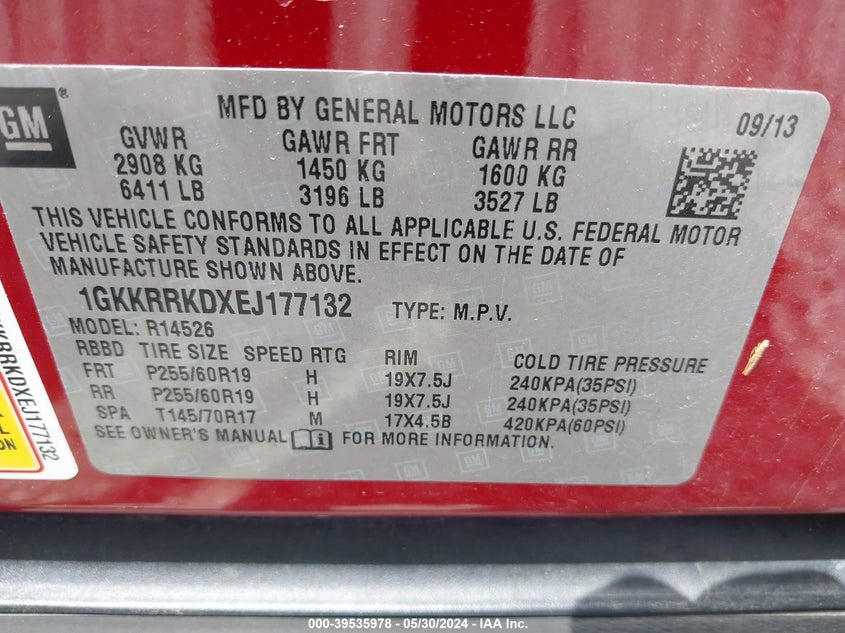 GM®
MFD BY GENERAL MOTORS LLC
09/13
GVWR GAWR FRT GAWR RR
2908 KG 1450 KG 1600 KG
6411 LB 3196 LB 3527 LB
THIS VEHICLE CONFORMS TO ALL APPLICABLE U.S. FEDERAL MOTOR
VEHICLE SAFETY STANDARDS IN EFFECT ON THE DATE OF
MANUFACTURE SHOWN ABOVE.
1GKKRRKDXEJ177132 TYPE: M.P.V.
MODEL: R14526
RBBD TIRE SIZE SPEED RTG RIM COLD TIRE PRESSURE
FRT P255/60R19 H 19X7.5J 240KPA(35PSI)
RR P255/60R19 H 19X7.5J 240KPA(35PSI)
SPA T145/70R17 M 17X4.5B 420KPA(60PSI)
SEE OWNER'S MANUAL FOR MORE INFORMATION.
000-39535978 - 05/30/2024 - IAA Inc.